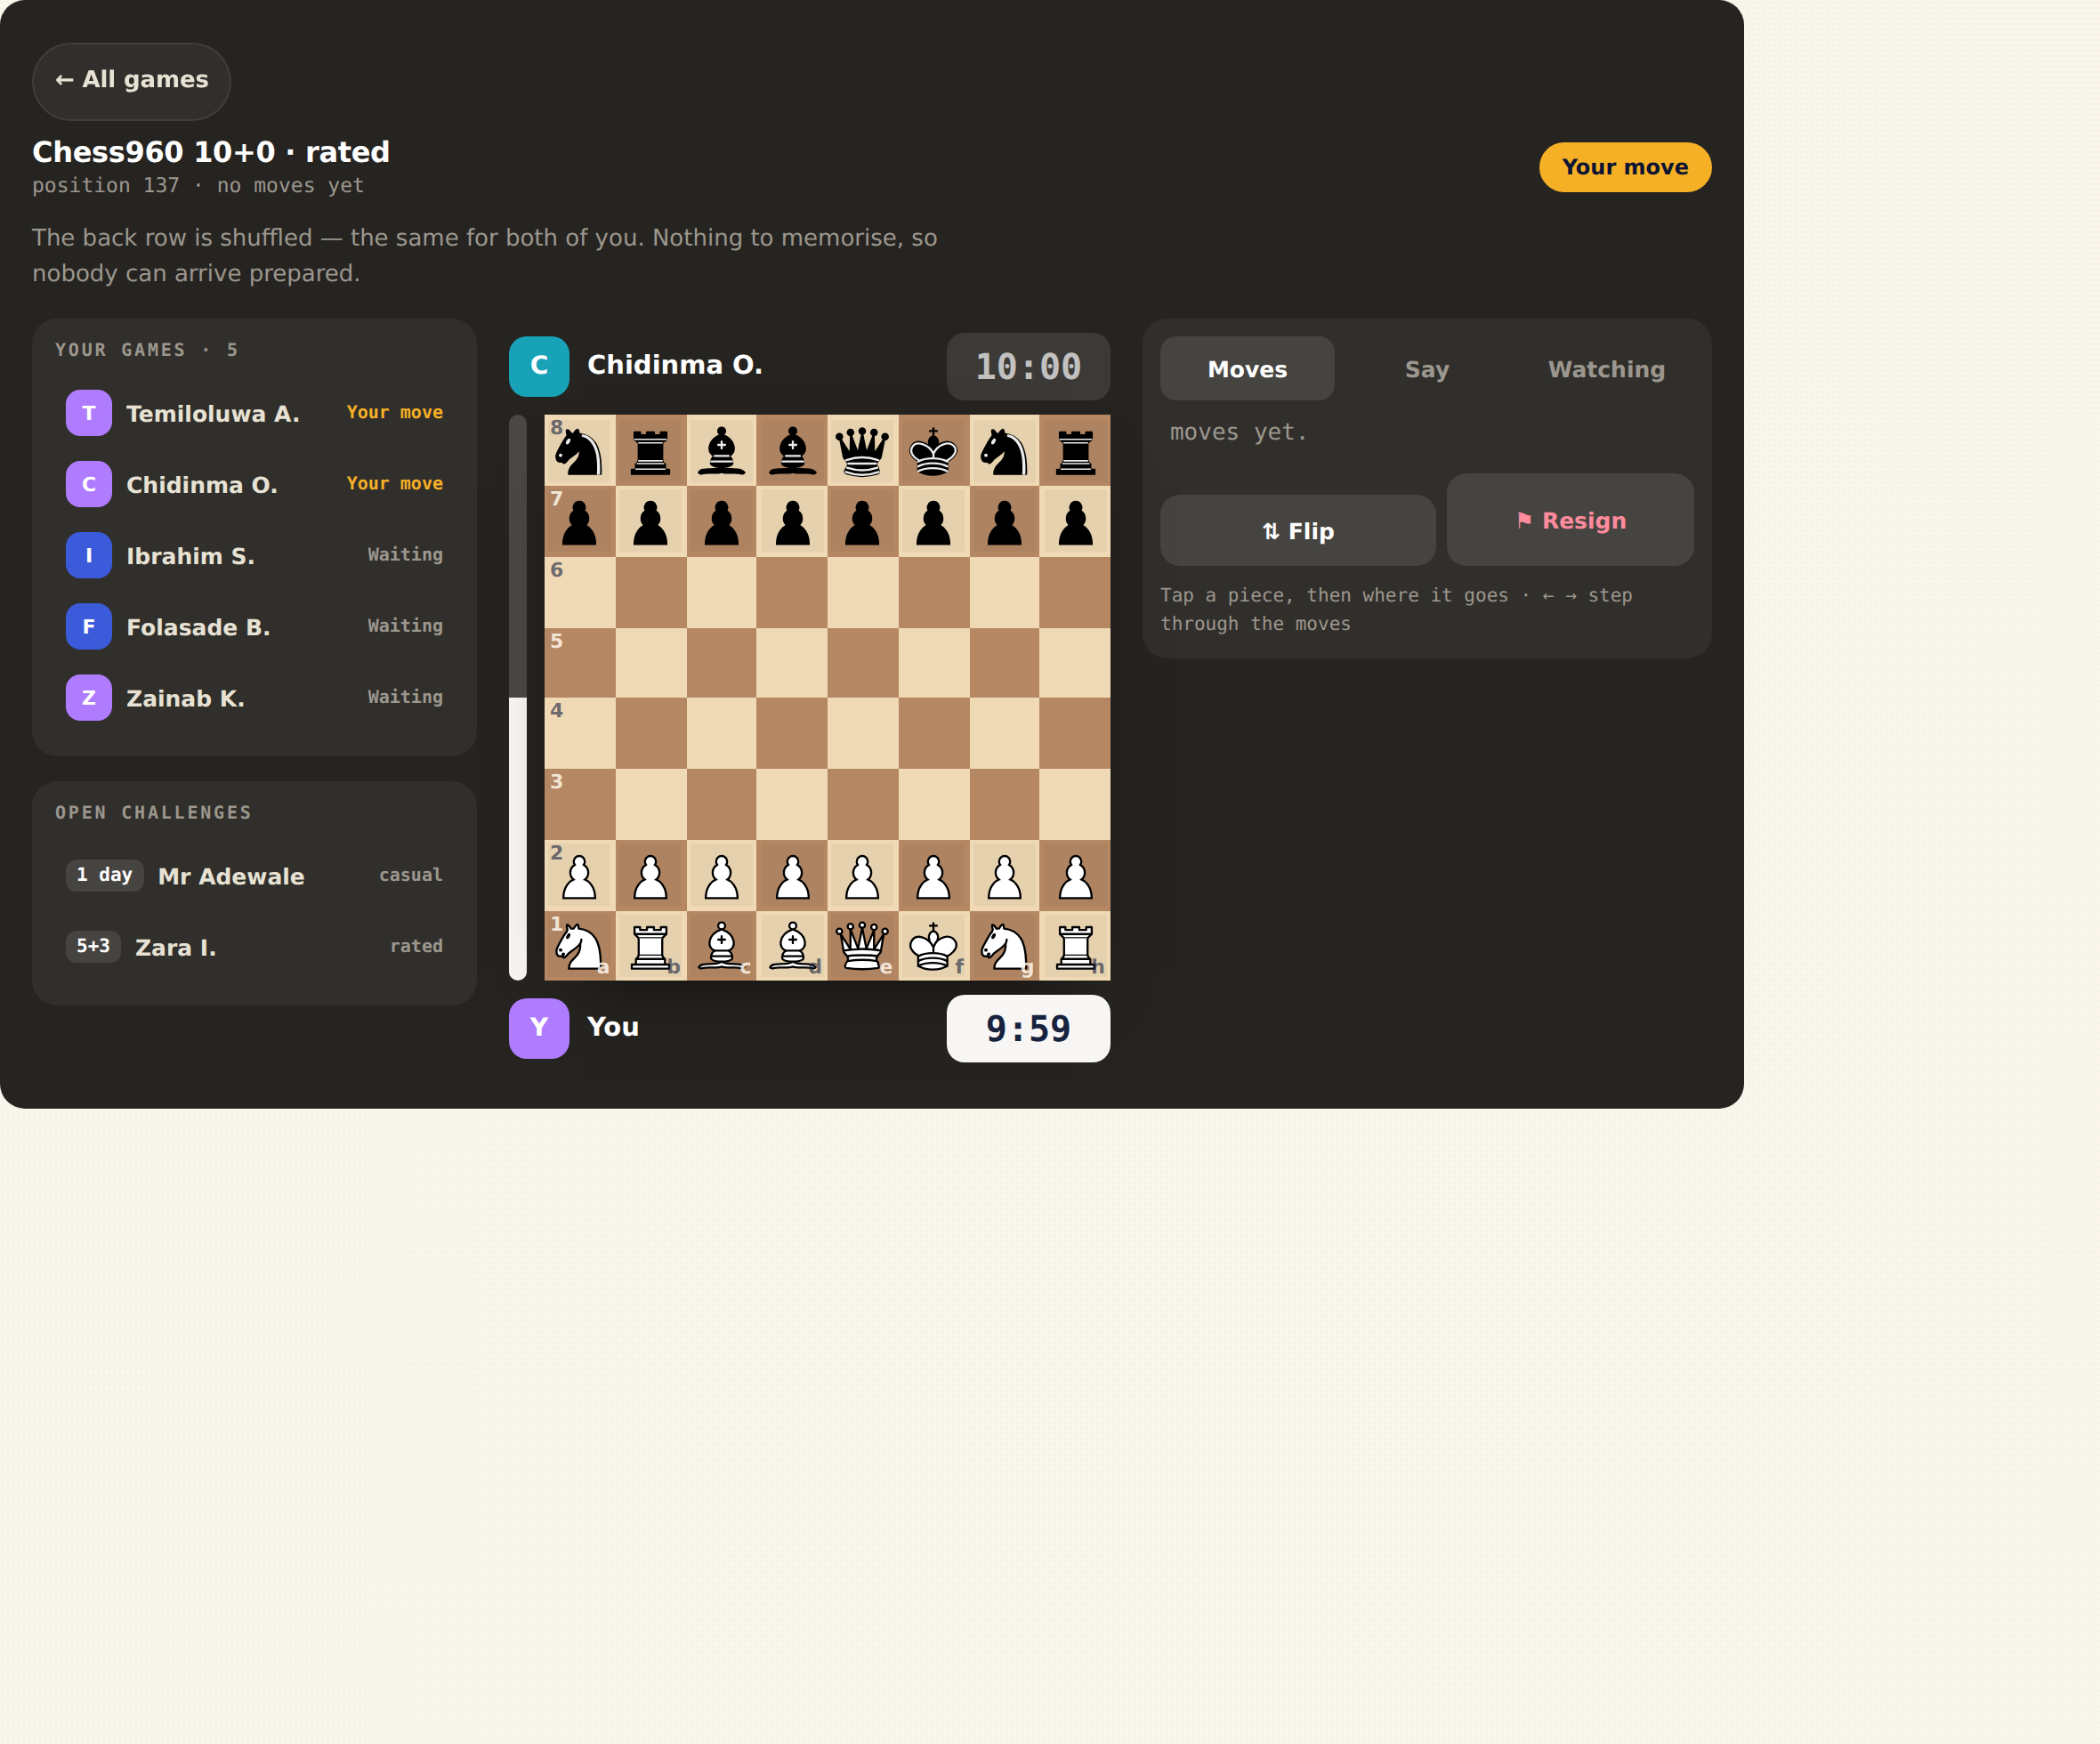 ← All games
Chess960 10+0 · rated
position 137 · no moves yet
Your move
The back row is shuffled — the same for both of you. Nothing to memorise, so
nobody can arrive prepared.
YOUR GAMES · 5
T Temiloluwa A. Your move
C Chidinma O. Your move
I Ibrahim S. Waiting
F Folasade B. Waiting
Z Zainab K. Waiting
OPEN CHALLENGES
1 day Mr Adewale casual
5+3 Zara I. rated
C Chidinma O. 10:00
8
7
6
5
4
3
2
1
a b c d e f g h
Y You 9:59
Moves Say Watching
moves yet.
⇅ Flip ⚑ Resign
Tap a piece, then where it goes · ← → step
through the moves